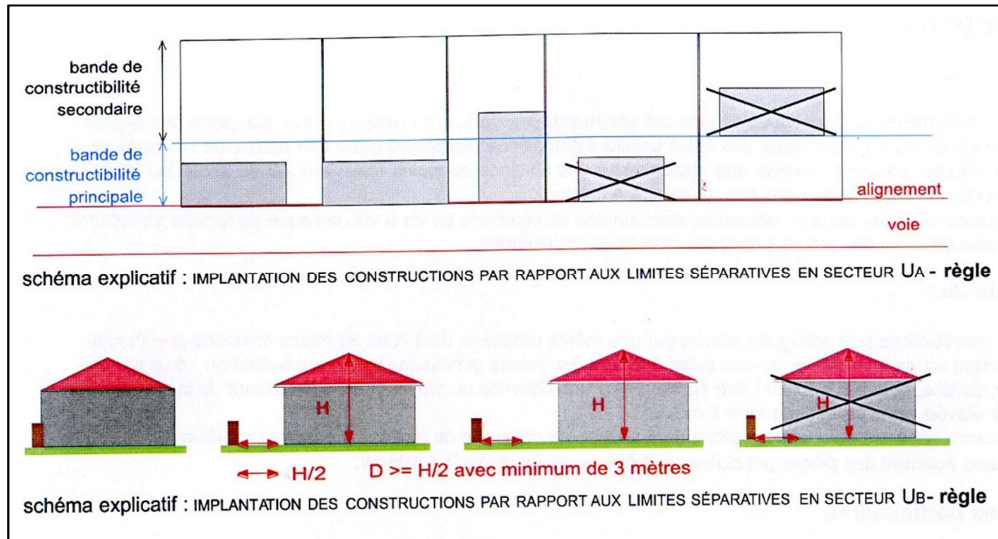 bande de
constructibilité
secondaire
bande de
constructibilité
principale
alignement
voie
schéma explicatif : IMPLANTATION DES CONSTRUCTIONS PAR RAPPORT AUX LIMITES SÉPARATIVES EN SECTEUR UA - règle
H
H
H
H/2
D >= H/2 avec minimum de 3 mètres
schéma explicatif : IMPLANTATION DES CONSTRUCTIONS PAR RAPPORT AUX LIMITES SÉPARATIVES EN SECTEUR UB- règle